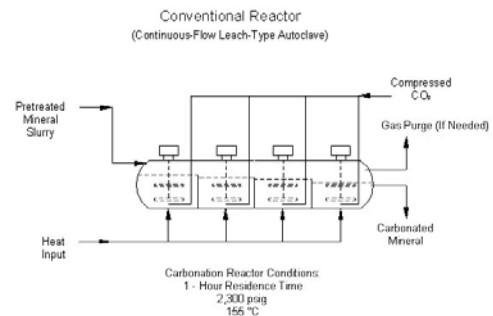 Conventional Reactor
(Continuous-Flow Leach-Type Autoclave)
Compressed
CO₂
Pretreated
Mineral
Slurry
Gas Purge (If Needed)
Carbonated
Mineral
Heat
Input
Carbonation Reactor Conditions:
1 - Hour Residence Time
2,300 psig
155 °C